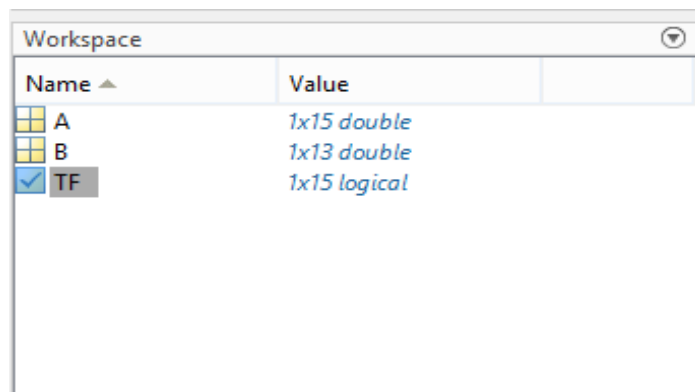 Workspace
Name Value
A 1x15 double
B 1x13 double
TF 1x15 logical